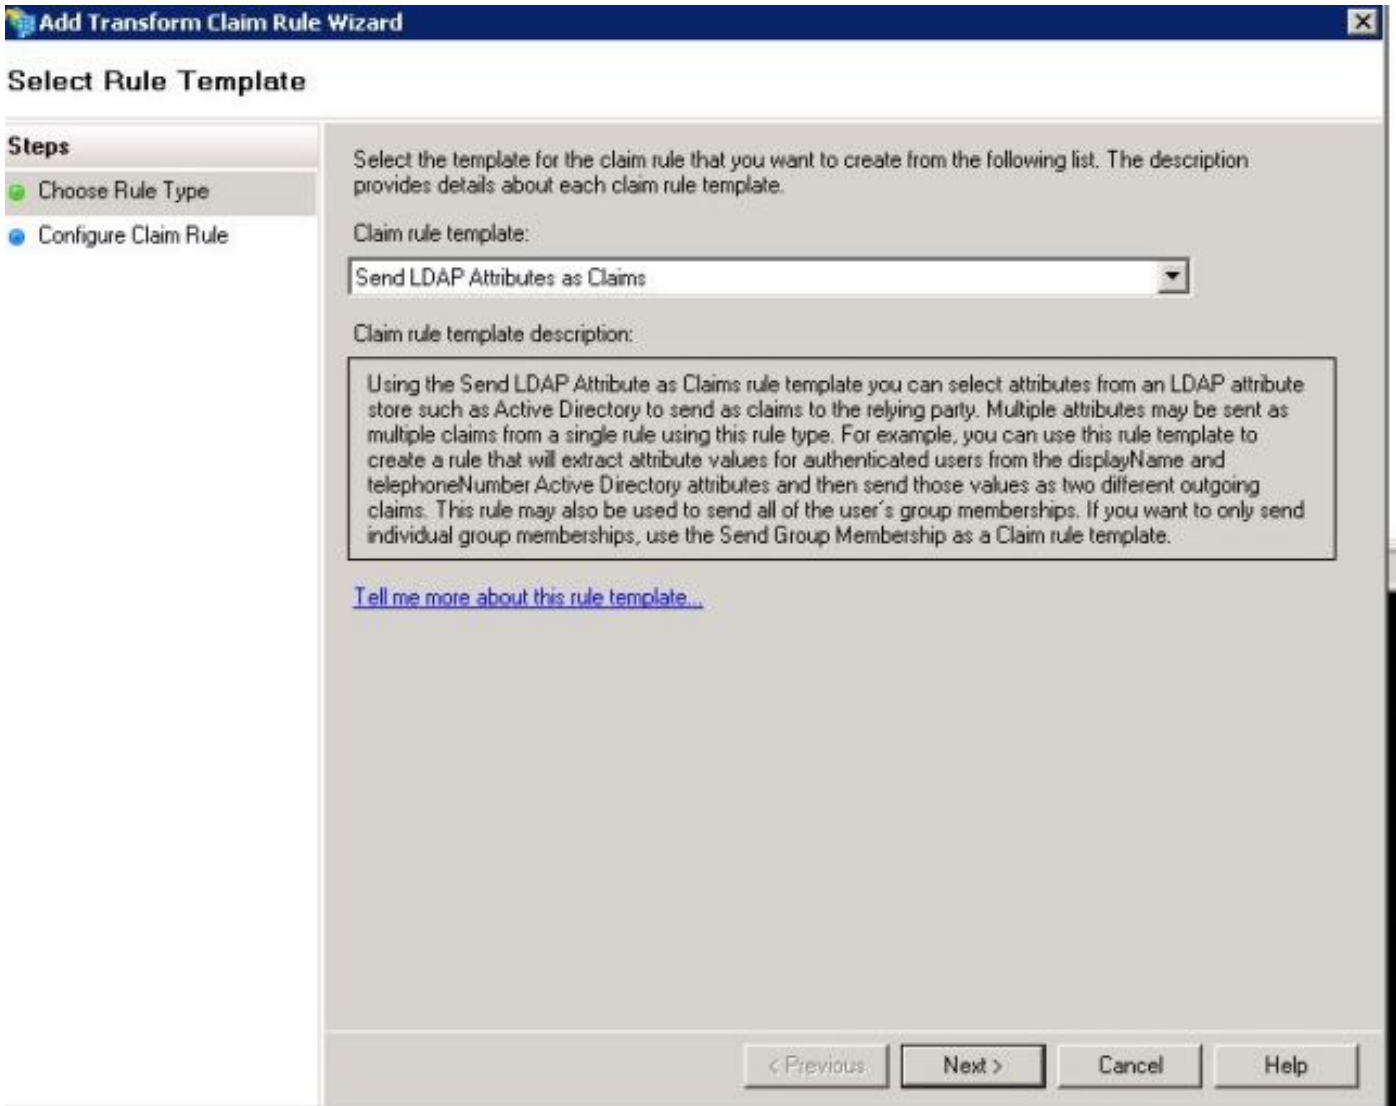 Add Transform Claim Rule Wizard
Select Rule Template
Steps
Choose Rule Type
Configure Claim Rule
Select the template for the claim rule that you want to create from the following list. The description
provides details about each claim rule template.
Claim rule template:
Send LDAP Attributes as Claims
Claim rule template description:
Using the Send LDAP Attribute as Claims rule template you can select attributes from an LDAP attribute
store such as Active Directory to send as claims to the relying party. Multiple attributes may be sent as
multiple claims from a single rule using this rule type. For example, you can use this rule template to
create a rule that will extract attribute values for authenticated users from the displayName and
telephoneNumber Active Directory attributes and then send those values as two different outgoing
claims. This rule may also be used to send all of the user's group memberships. If you want to only send
individual group memberships, use the Send Group Membership as a Claim rule template.
Tell me more about this rule template...
< Previous
Next >
Cancel
Help